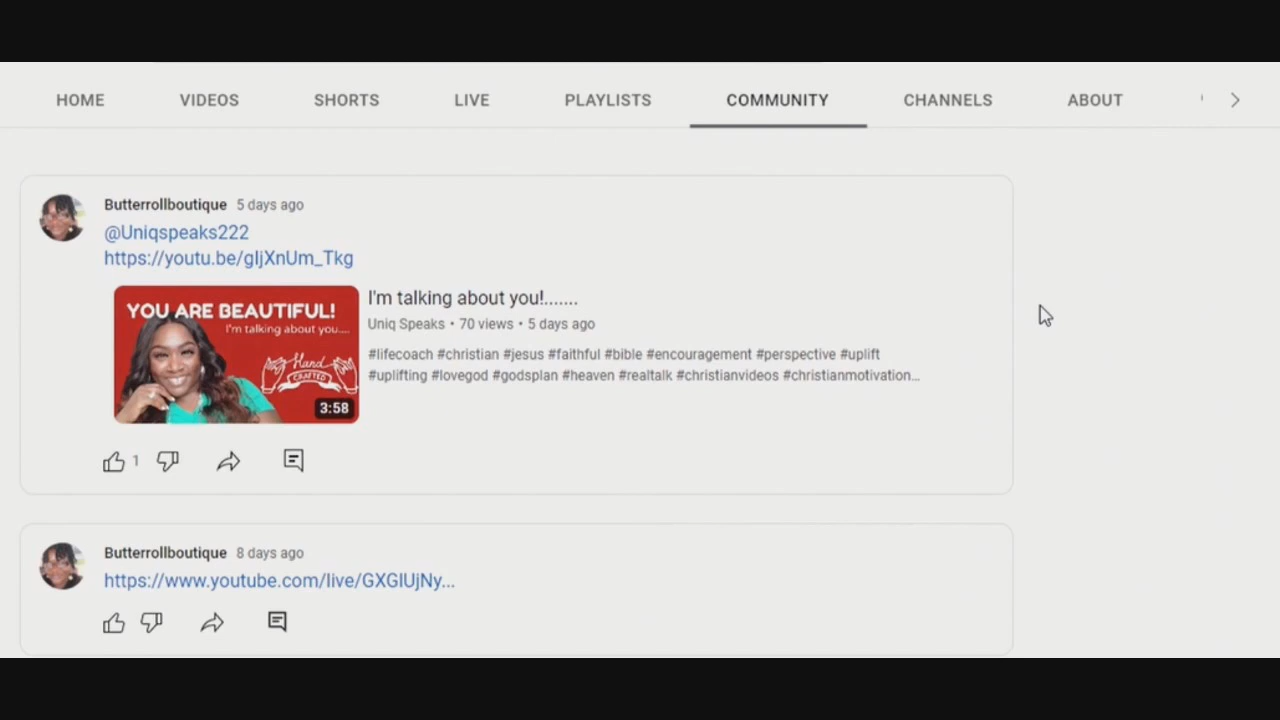 HOME VIDEOS SHORTS LIVE PLAYLISTS COMMUNITY CHANNELS ABOUT
Butterrollboutique 5 days ago
@Uniqspeaks222
https://youtu.be/gIjXnUm_Tkg
YOU ARE BEAUTIFUL!
I'm talking about you....
Hand
CRAFTED
3:58
I'm talking about you!.......
Uniq Speaks • 70 views • 5 days ago
#lifecoach #christian #jesus #faithful #bible #encouragement #perspective #uplift
#uplifting #lovegod #godsplan #heaven #realtalk #christianvideos #christianmotivation...
1
Butterrollboutique 8 days ago
https://www.youtube.com/live/GXGIUjNy...